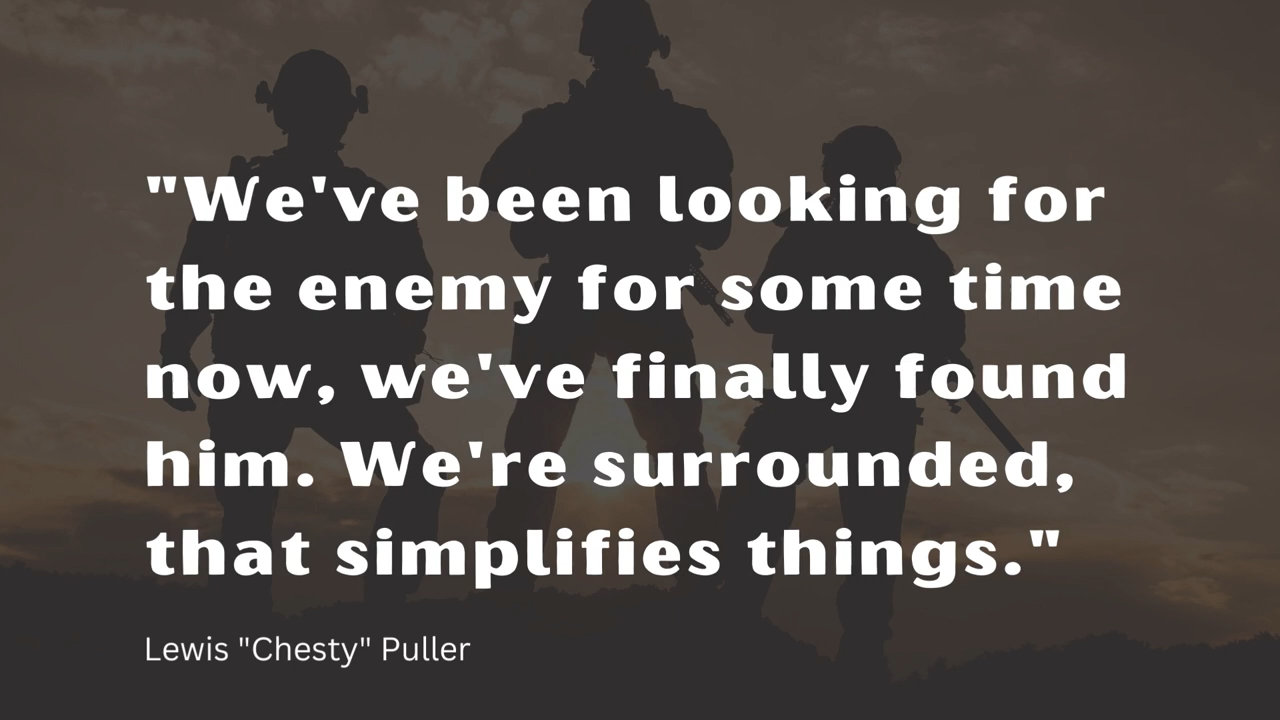 "We've been looking for
the enemy for some time
now, we've finally found
him. We're surrounded,
that simplifies things."
Lewis "Chesty" Puller